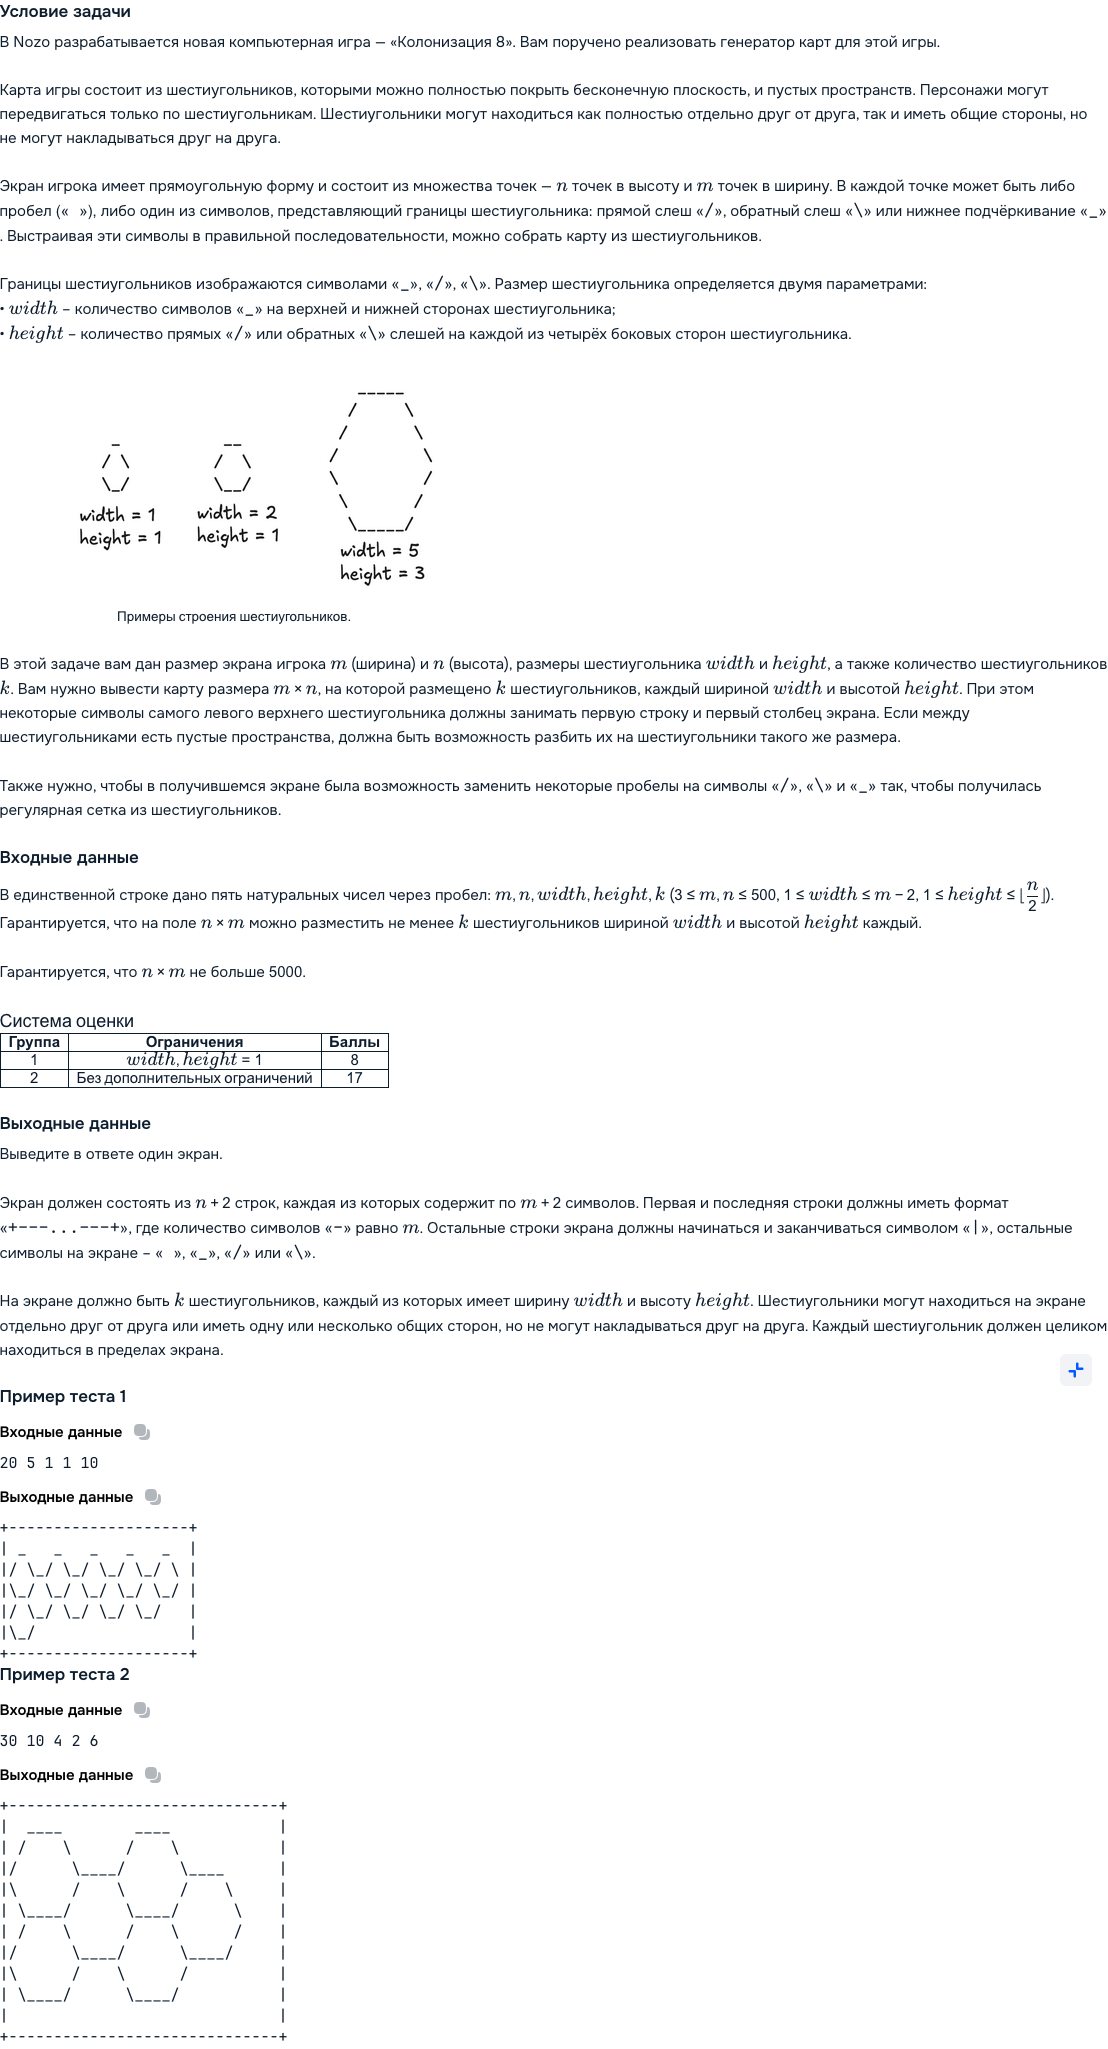 Условие задачи
В Nozo разрабатывается новая компьютерная игра — «Колонизация 8». Вам поручено реализовать генератор карт для этой игры.
Карта игры состоит из шестиугольников, которыми можно полностью покрыть бесконечную плоскость, и пустых пространств. Персонажи могут
передвигаться только по шестиугольникам. Шестиугольники могут находиться как полностью отдельно друг от друга, так и иметь общие стороны, но
не могут накладываться друг на друга.
Экран игрока имеет прямоугольную форму и состоит из множества точек — n точек в высоту и m точек в ширину. В каждой точке может быть либо
пробел (« »), либо один из символов, представляющий границы шестиугольника: прямой слеш «/», обратный слеш «\» или нижнее подчёркивание «_»
. Выстраивая эти символы в правильной последовательности, можно собрать карту из шестиугольников.
Границы шестиугольников изображаются символами «_», «/», «\». Размер шестиугольника определяется двумя параметрами:
• width – количество символов «_» на верхней и нижней сторонах шестиугольника;
• height – количество прямых «/» или обратных «\» слешей на каждой из четырёх боковых сторон шестиугольника.
                              _____
                             /     \
   _           __           /       \
  / \         /  \         /         \
  \_/         \__/         \         /
width = 1   width = 2       \       /
height = 1  height = 1       \_____/
                            width = 5
                            height = 3
Примеры строения шестиугольников.
В этой задаче вам дан размер экрана игрока m (ширина) и n (высота), размеры шестиугольника width и height, а также количество шестиугольников
k. Вам нужно вывести карту размера m × n, на которой размещено k шестиугольников, каждый шириной width и высотой height. При этом
некоторые символы самого левого верхнего шестиугольника должны занимать первую строку и первый столбец экрана. Если между
шестиугольниками есть пустые пространства, должна быть возможность разбить их на шестиугольники такого же размера.
Также нужно, чтобы в получившемся экране была возможность заменить некоторые пробелы на символы «/», «\» и «_» так, чтобы получилась
регулярная сетка из шестиугольников.
Входные данные
В единственной строке дано пять натуральных чисел через пробел: m, n, width, height, k (3 ≤ m, n ≤ 500, 1 ≤ width ≤ m − 2, 1 ≤ height ≤ ⌊n/2⌋).
Гарантируется, что на поле n × m можно разместить не менее k шестиугольников шириной width и высотой height каждый.
Гарантируется, что n × m не больше 5000.
Система оценки
Группа Ограничения Баллы
1 width, height = 1 8
2 Без дополнительных ограничений 17
Выходные данные
Выведите в ответе один экран.
Экран должен состоять из n + 2 строк, каждая из которых содержит по m + 2 символов. Первая и последняя строки должны иметь формат
«+---...---+», где количество символов «-» равно m. Остальные строки экрана должны начинаться и заканчиваться символом «|», остальные
символы на экране – « », «_», «/» или «\».
На экране должно быть k шестиугольников, каждый из которых имеет ширину width и высоту height. Шестиугольники могут находиться на экране
отдельно друг от друга или иметь одну или несколько общих сторон, но не могут накладываться друг на друга. Каждый шестиугольник должен целиком
находиться в пределах экрана.
Пример теста 1
Входные данные
20 5 1 1 10
Выходные данные
+--------------------+
| _   _   _   _   _  |
|/ \_/ \_/ \_/ \_/ \ |
|\_/ \_/ \_/ \_/ \_/ |
|/ \_/ \_/ \_/ \_/   |
|\_/                 |
+--------------------+
Пример теста 2
Входные данные
30 10 4 2 6
Выходные данные
+------------------------------+
|  ____        ____            |
| /    \      /    \           |
|/      \____/      \____      |
|\      /    \      /    \     |
| \____/      \____/      \    |
| /    \      /    \      /    |
|/      \____/      \____/     |
|\      /    \      /          |
| \____/      \____/           |
|                              |
+------------------------------+